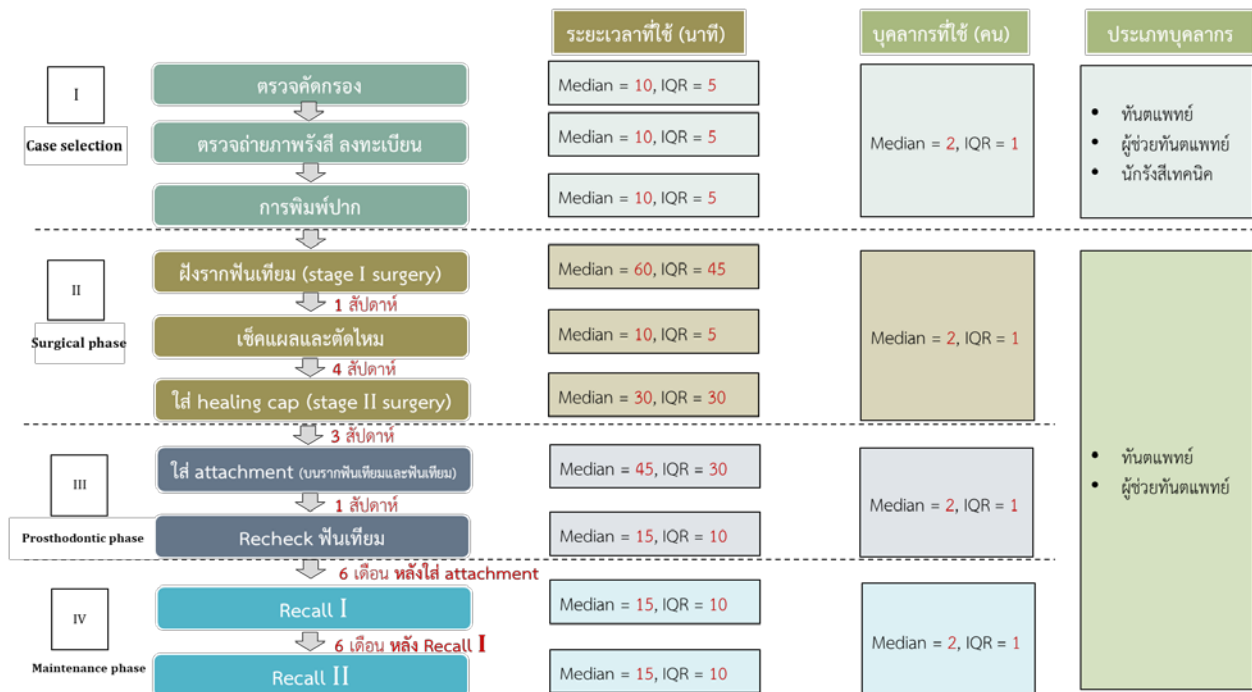 ระยะเวลาที่ใช้ (นาที)
บุคลากรที่ใช้ (คน)
ประเภทบุคลากร
I
Case selection
ตรวจคัดกรอง
Median = 10, IQR = 5
ตรวจถ่ายภาพรังสี ลงทะเบียน
Median = 10, IQR = 5
การพิมพ์ปาก
Median = 10, IQR = 5
Median = 2, IQR = 1
• ทันตแพทย์
• ผู้ช่วยทันตแพทย์
• นักรังสีเทคนิค
II
Surgical phase
ฝังรากฟันเทียม (stage I surgery)
Median = 60, IQR = 45
1 สัปดาห์
เช็คแผลและตัดไหม
Median = 10, IQR = 5
4 สัปดาห์
ใส่ healing cap (stage II surgery)
Median = 30, IQR = 30
Median = 2, IQR = 1
3 สัปดาห์
III
Prosthodontic phase
ใส่ attachment (บนรากฟันเทียมและฟันเทียม)
Median = 45, IQR = 30
1 สัปดาห์
Recheck ฟันเทียม
Median = 15, IQR = 10
Median = 2, IQR = 1
• ทันตแพทย์
• ผู้ช่วยทันตแพทย์
6 เดือน หลังใส่ attachment
IV
Maintenance phase
Recall I
Median = 15, IQR = 10
6 เดือน หลัง Recall I
Recall II
Median = 15, IQR = 10
Median = 2, IQR = 1